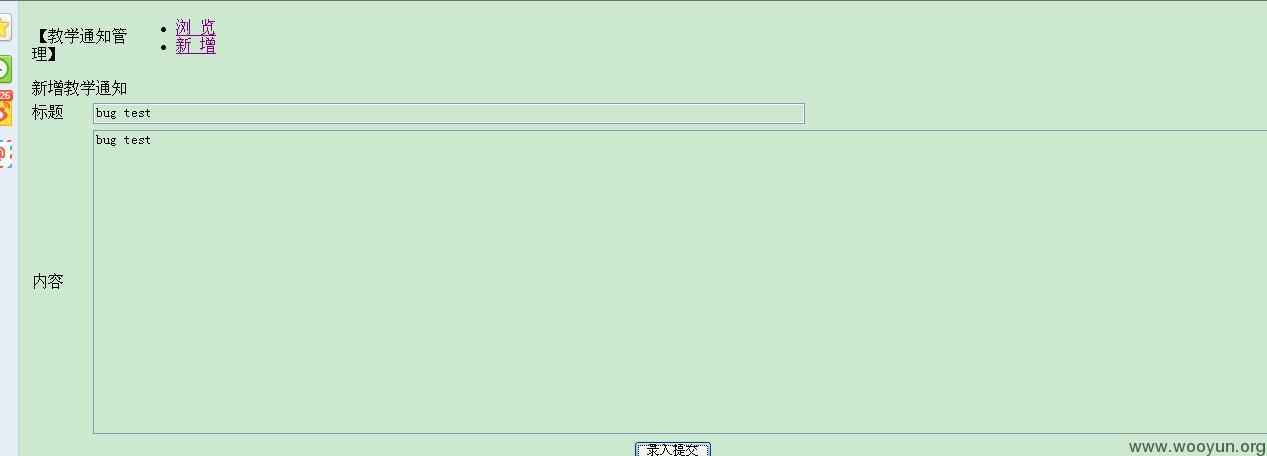 【教学通知管
理】
浏 览
新 增
新增教学通知
标题
bug test
bug test
内容
录入提交
26
www.wooyun.org